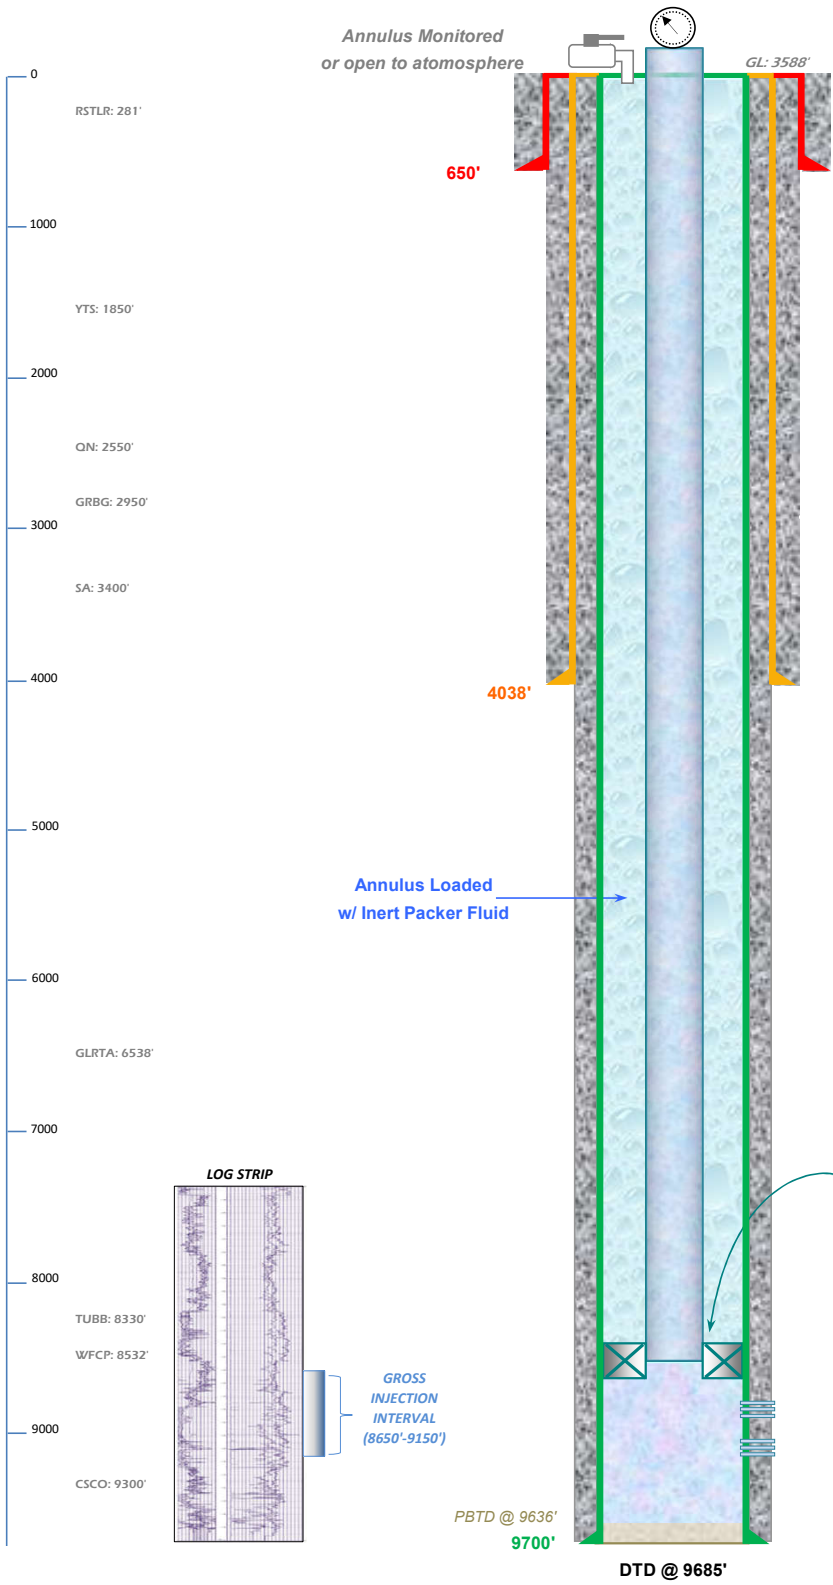 Annulus Monitored
or open to atomosphere
GL: 3588'
0
RSTLR: 281'
650'
1000
YTS: 1850'
2000
QN: 2550'
GRBG: 2950'
3000
SA: 3400'
4000
4038'
5000
Annulus Loaded
w/ Inert Packer Fluid
6000
GLRTA: 6538'
7000
LOG STRIP
8000
TUBB: 8330'
WFCP: 8532'
GROSS
INJECTION
INTERVAL
(8650'-9150')
9000
CSCO: 9300'
PBTD @ 9636'
9700'
DTD @ 9685'